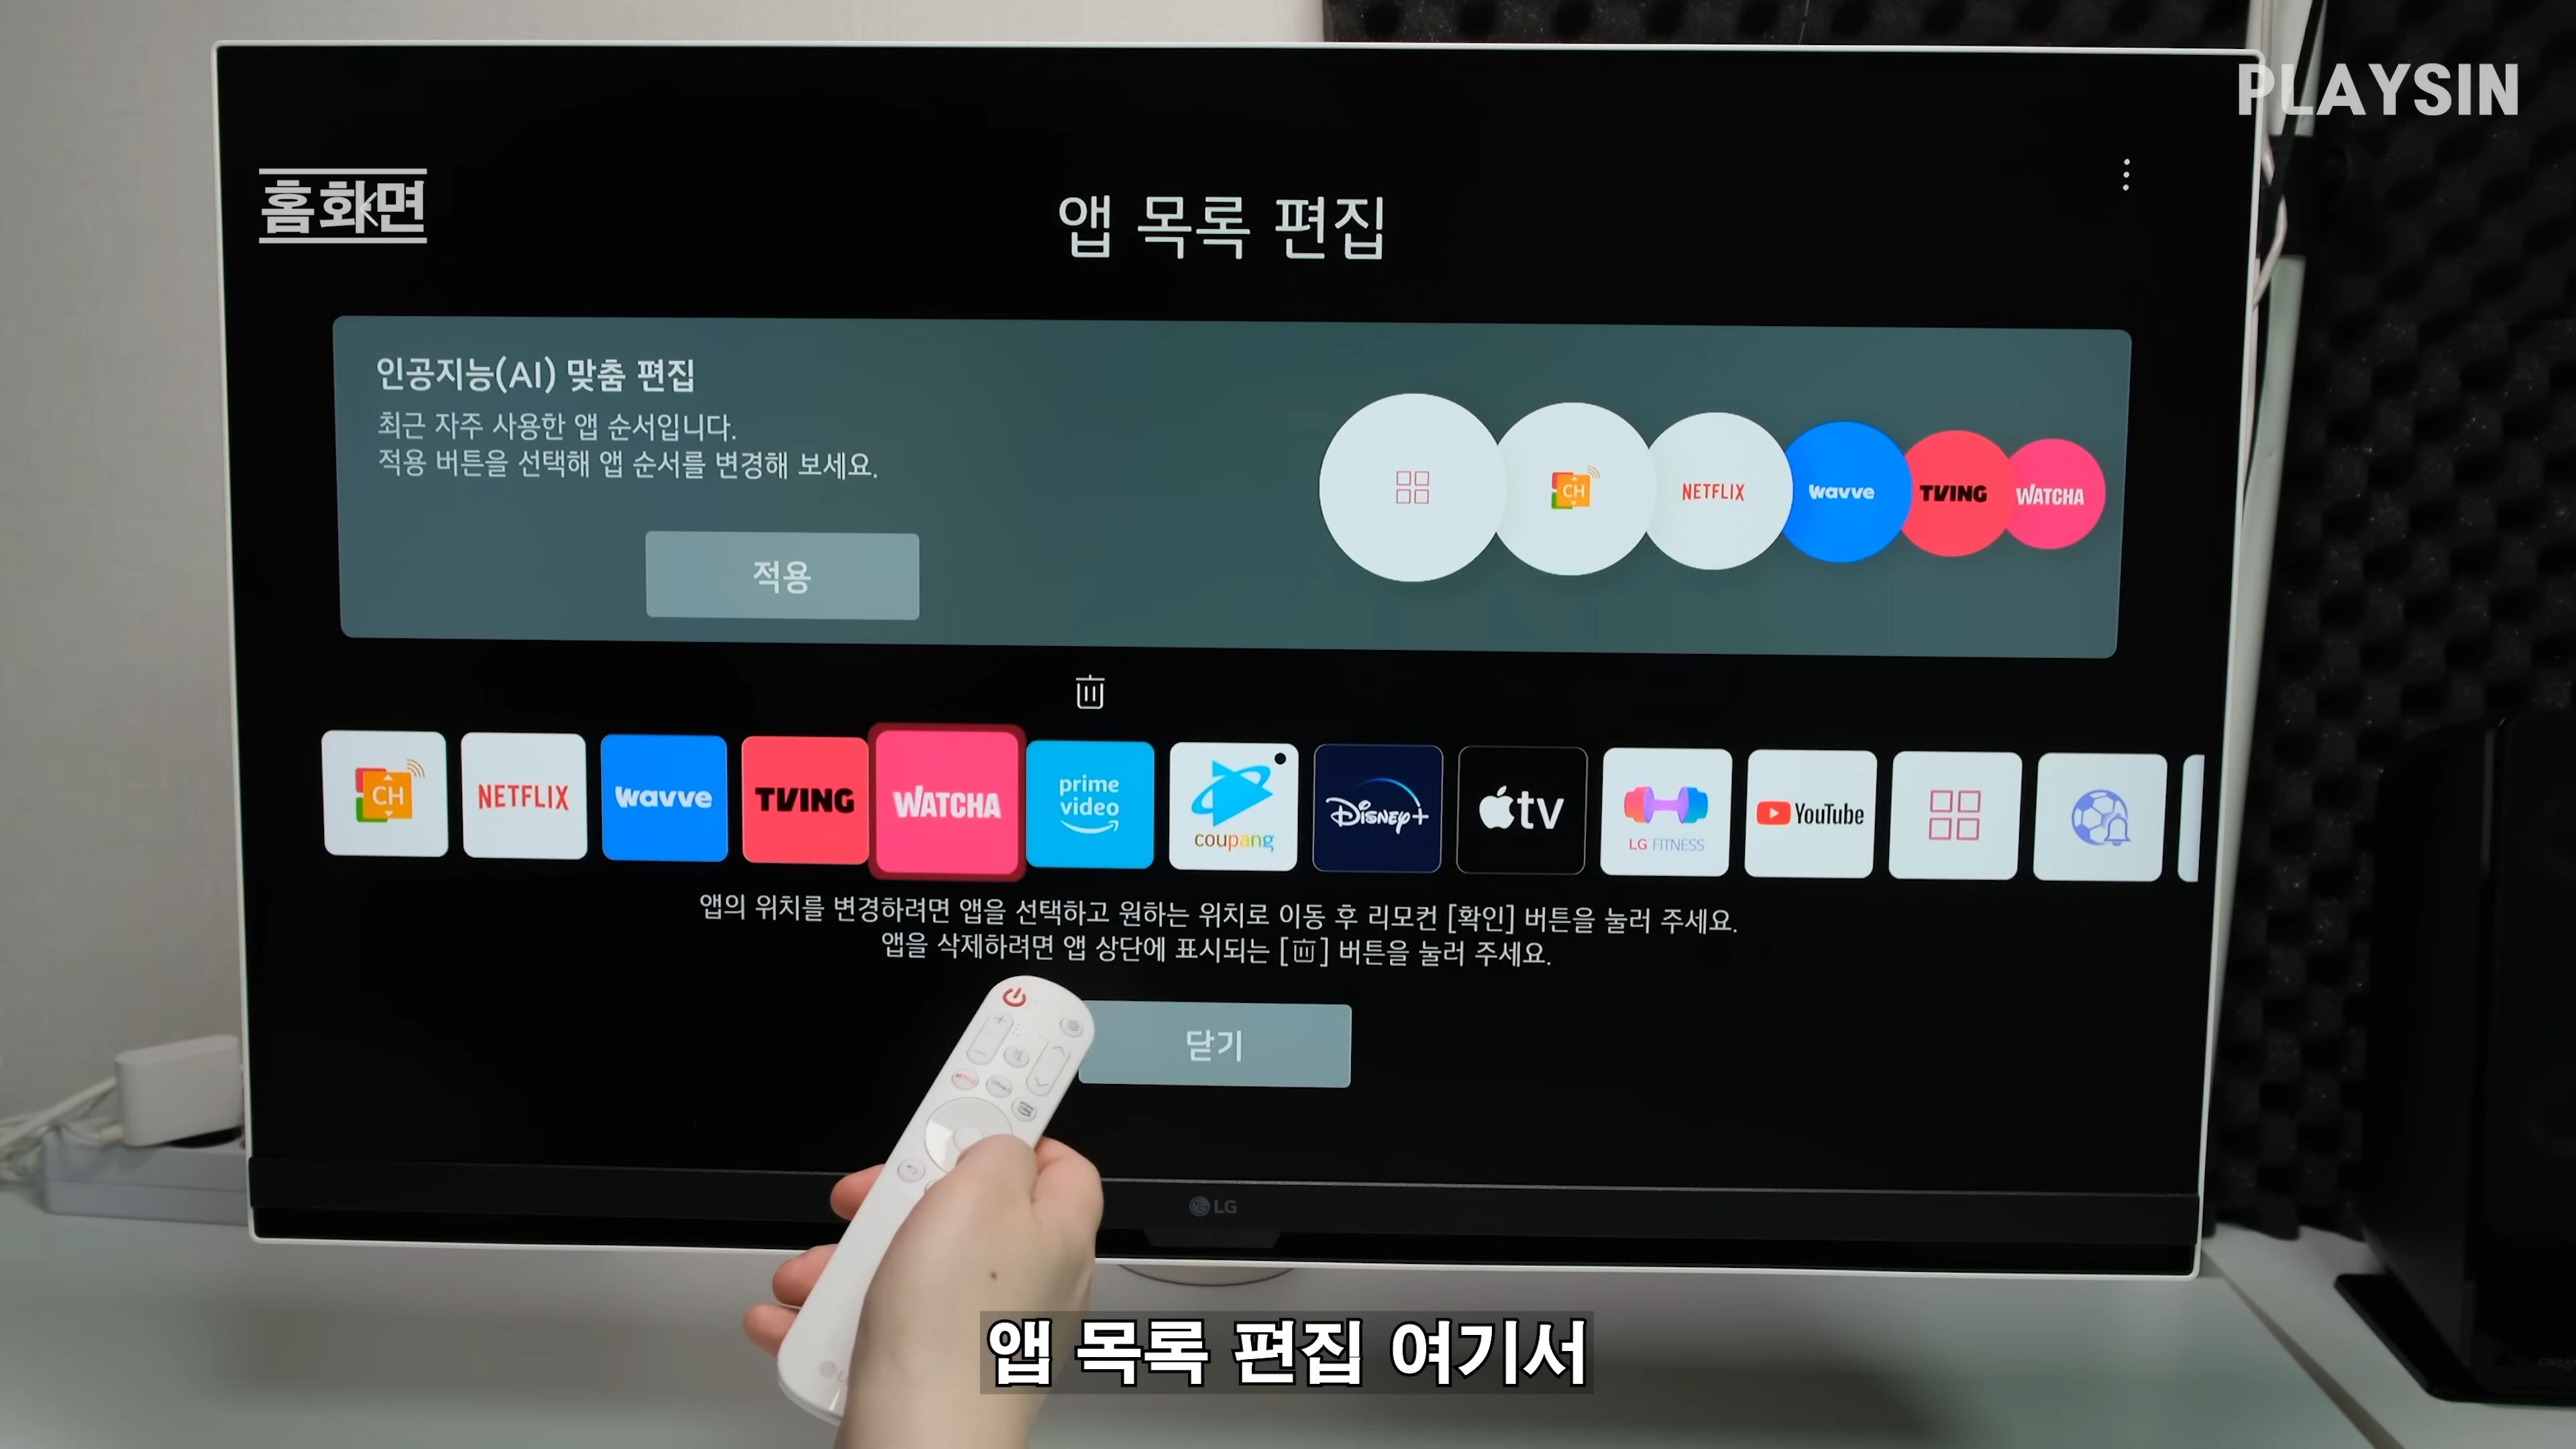 PLAYSIN
홈화면
앱 목록 편집
인공지능(AI) 맞춤 편집
최근 자주 사용한 앱 순서입니다.
적용 버튼을 선택해 앱 순서를 변경해 보세요.
적용
CH
NETFLIX
wavve
TVING
WATCHA
CH
NETFLIX
wavve
TVING
WATCHA
prime video
coupang
Disney+
tv
LG FITNESS
YouTube
앱의 위치를 변경하려면 앱을 선택하고 원하는 위치로 이동 후 리모컨 [확인] 버튼을 눌러 주세요.
앱을 삭제하려면 앱 상단에 표시되는 [ ] 버튼을 눌러 주세요.
닫기
LG
앱 목록 편집 여기서